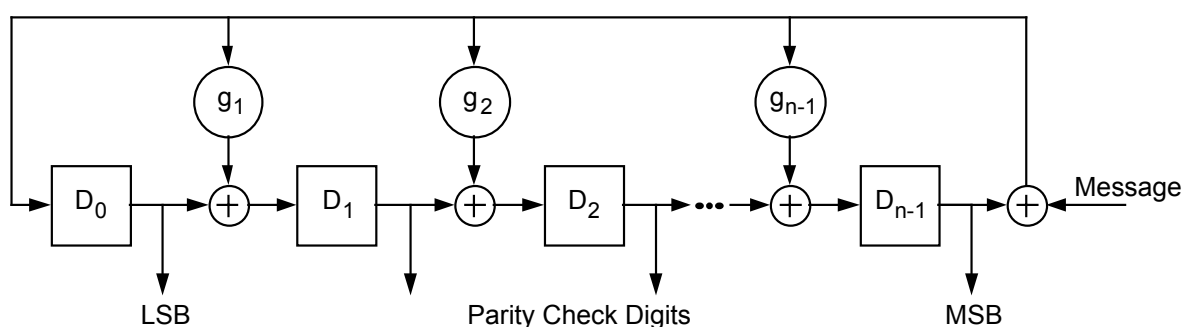 g1
g2
gn-1
D0
D1
D2
•••
Dn-1
Message
LSB
Parity Check Digits
MSB